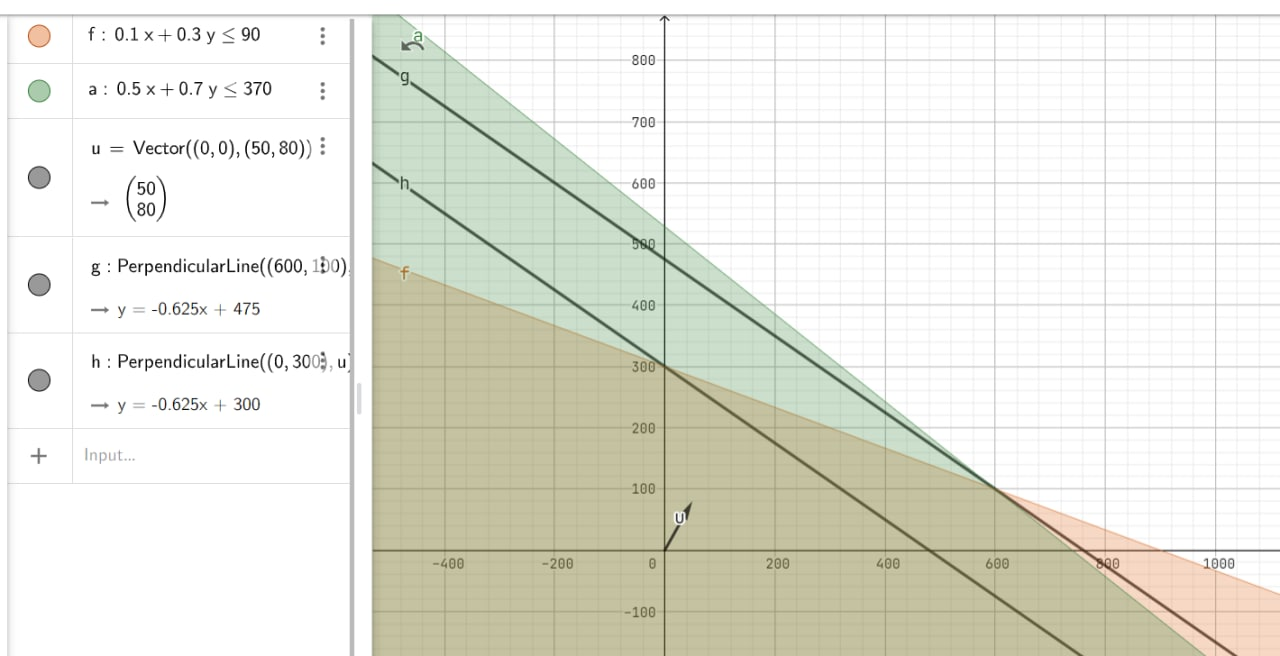 f : 0.1 x + 0.3 y ≤ 90
a : 0.5 x + 0.7 y ≤ 370
u = Vector((0, 0), (50, 80))
→ (50
80)
g : PerpendicularLine((600, 100),
→ y = -0.625x + 475
h : PerpendicularLine((0, 300), u)
→ y = -0.625x + 300
+ Input...
a
g
h
f
u
800
700
600
500
400
300
200
100
-100
-400 -200 0 200 400 600 800 1000